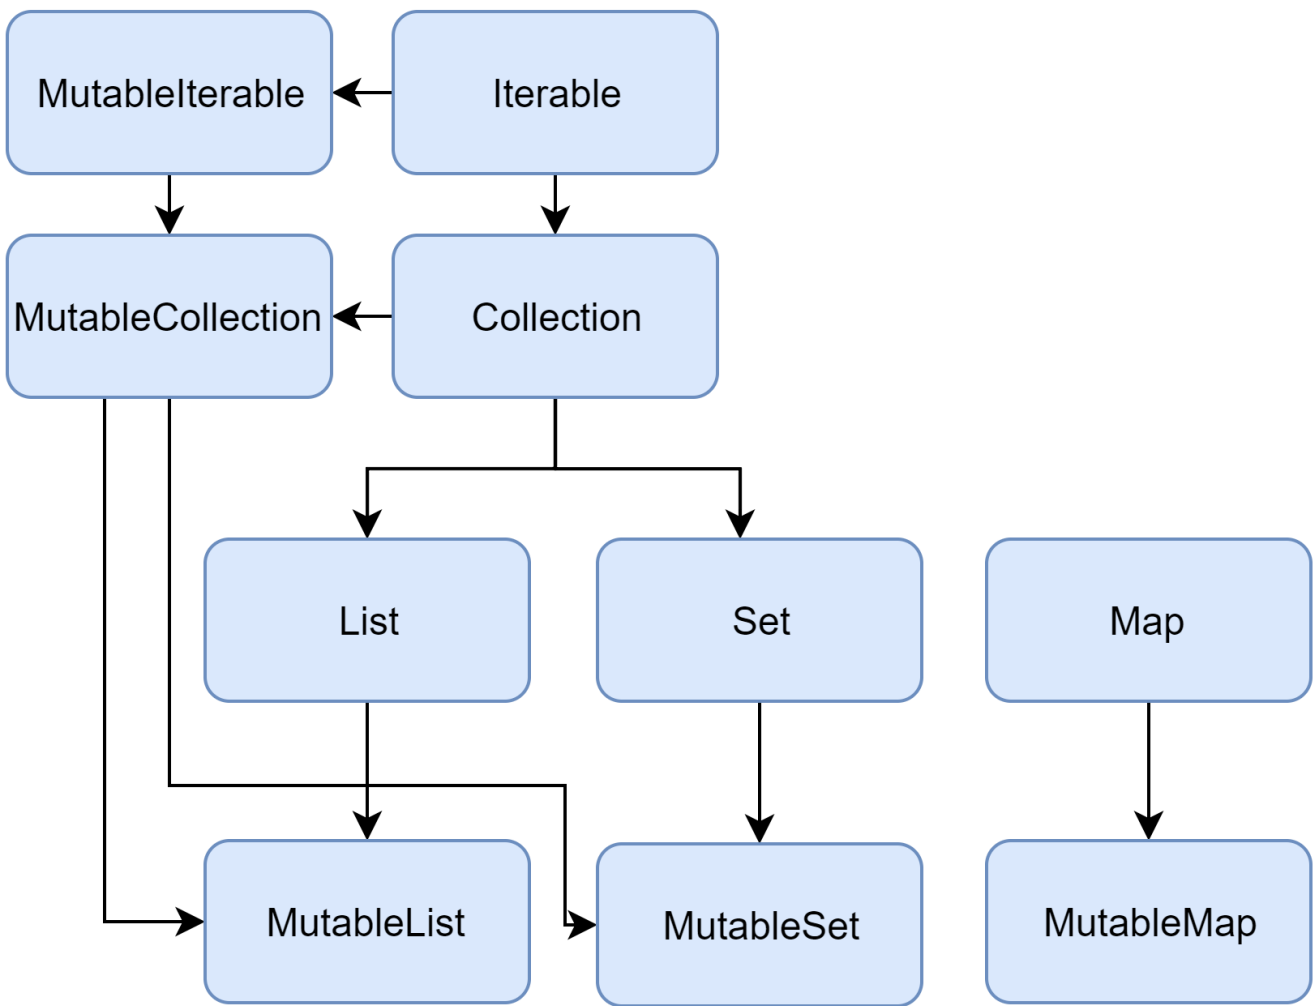 MutableIterable
Iterable
MutableCollection
Collection
List
Set
Map
MutableList
MutableSet
MutableMap